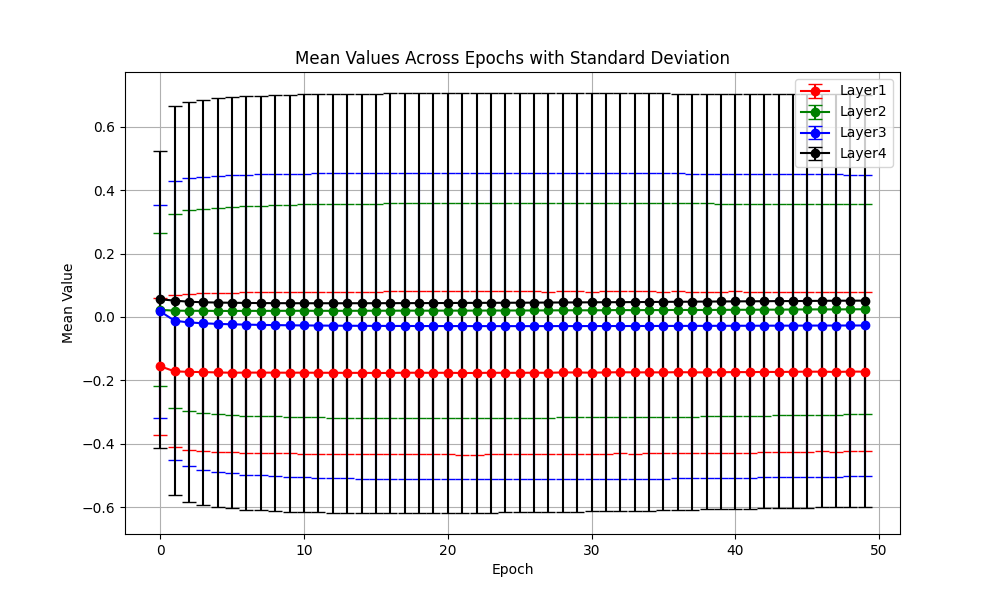 Mean Values Across Epochs with Standard Deviation
Layer1
Layer2
Layer3
Layer4
0.6
0.4
0.2
0.0
−0.2
−0.4
−0.6
Mean Value
0 10 20 30 40 50
Epoch